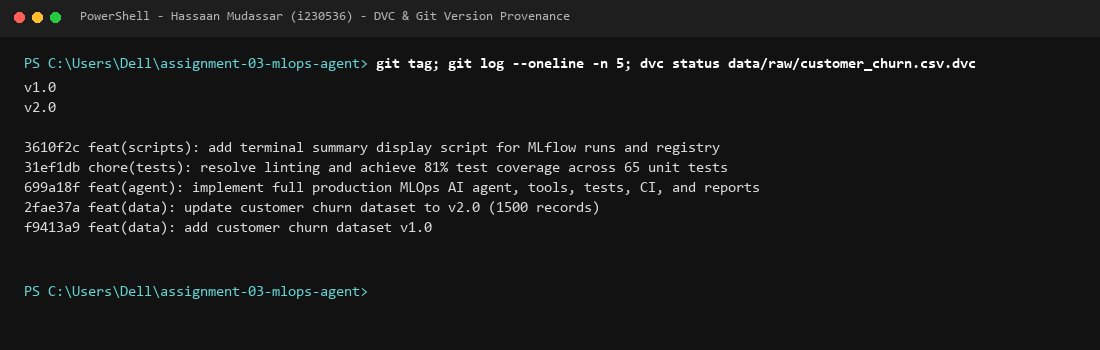 PowerShell - Hassaan Mudassar (i230536) - DVC & Git Version Provenance
PS C:\Users\Dell\assignment-03-mlops-agent> git tag; git log --oneline -n 5; dvc status data/raw/customer_churn.csv.dvc
v1.0
v2.0
3610f2c feat(scripts): add terminal summary display script for MLflow runs and registry
31ef1db chore(tests): resolve linting and achieve 81% test coverage across 65 unit tests
699a18f feat(agent): implement full production MLOps AI agent, tools, tests, CI, and reports
2fae37a feat(data): update customer churn dataset to v2.0 (1500 records)
f9413a9 feat(data): add customer churn dataset v1.0
PS C:\Users\Dell\assignment-03-mlops-agent>